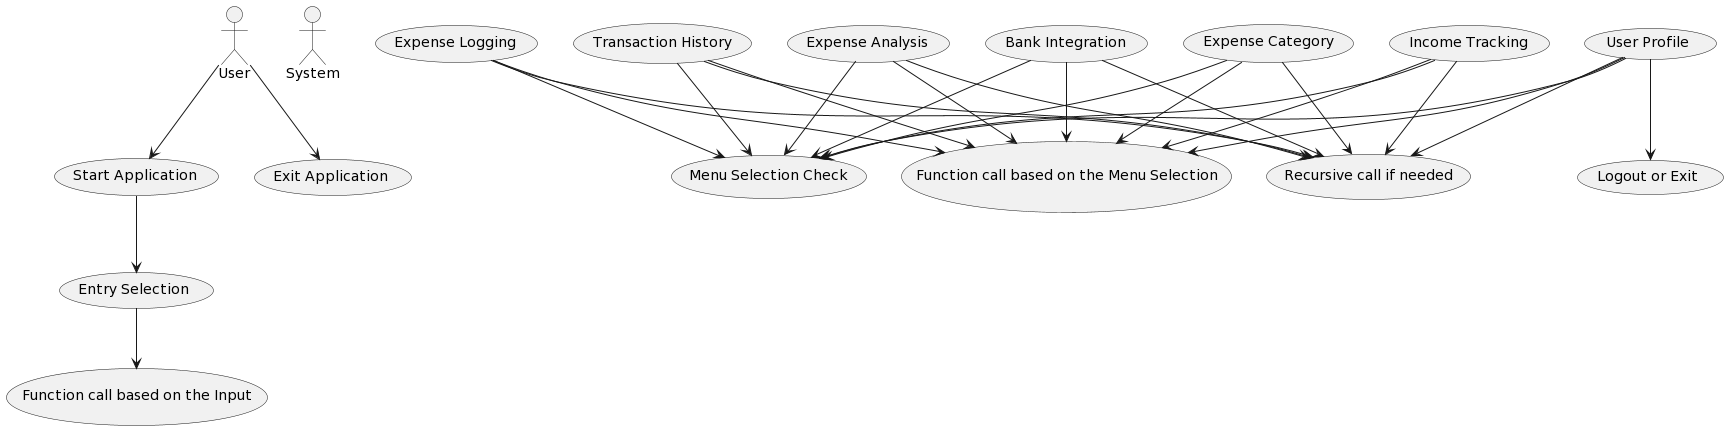 User
System
Expense Logging
Transaction History
Expense Analysis
Bank Integration
Expense Category
Income Tracking
User Profile
Start Application
Exit Application
Menu Selection Check
Function call based on the Menu Selection
Recursive call if needed
Logout or Exit
Entry Selection
Function call based on the Input